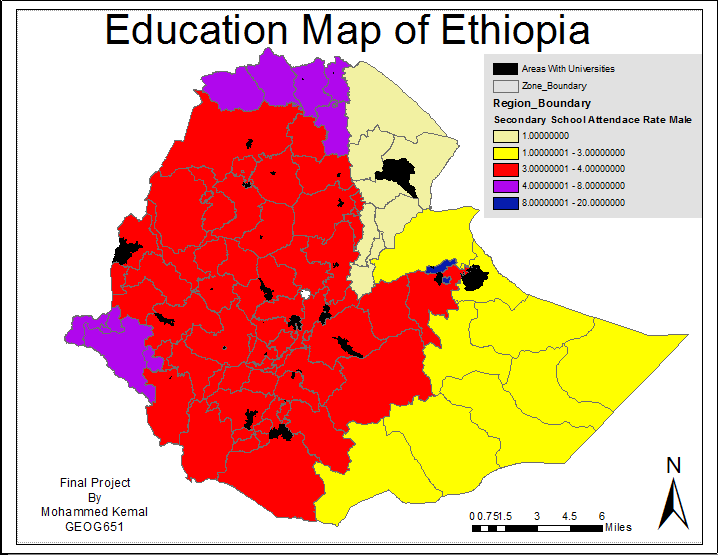 Education Map of Ethiopia
Areas With Universities
Zone_Boundary
Region_Boundary
Secondary School Attendace Rate Male
1.00000000
1.00000001 - 3.00000000
3.00000001 - 4.00000000
4.00000001 - 8.00000000
8.00000001 - 20.0000000
Final Project
By
Mohammed Kemal
GEOG651
N
0 0.75 1.5 3 4.5 6
Miles